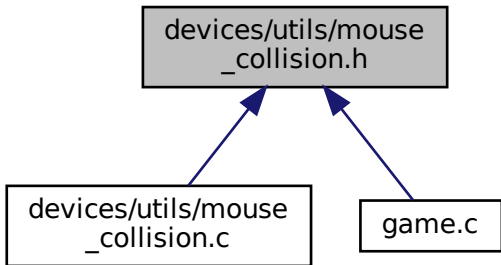 devices/utils/mouse
_collision.h
devices/utils/mouse
_collision.c
game.c